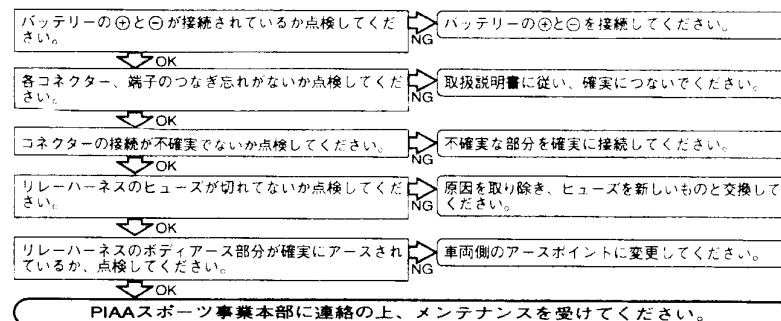 バッテリーの⊕と⊖が接続されているか点検してくだ
さい。
NG
バッテリーの⊕と⊖を接続してください。
OK
各コネクター、端子のつなぎ忘れがないか点検してくだ
さい。
NG
取扱説明書に従い、確実につないでください。
OK
コネクターの接続が不確実でないか点検してください。
NG
不確実な部分を確実に接続してください。
OK
リレーハーネスのヒューズが切れてないか点検してくだ
さい。
NG
原因を取り除き、ヒューズを新しいものと交換して
ください。
OK
リレーハーネスのボディアース部分が確実にアースされ
ているか、点検してください。
NG
車両側のアースポイントに変更してください。
OK
PIAAスポーツ事業本部に連絡の上、メンテナンスを受けてください。